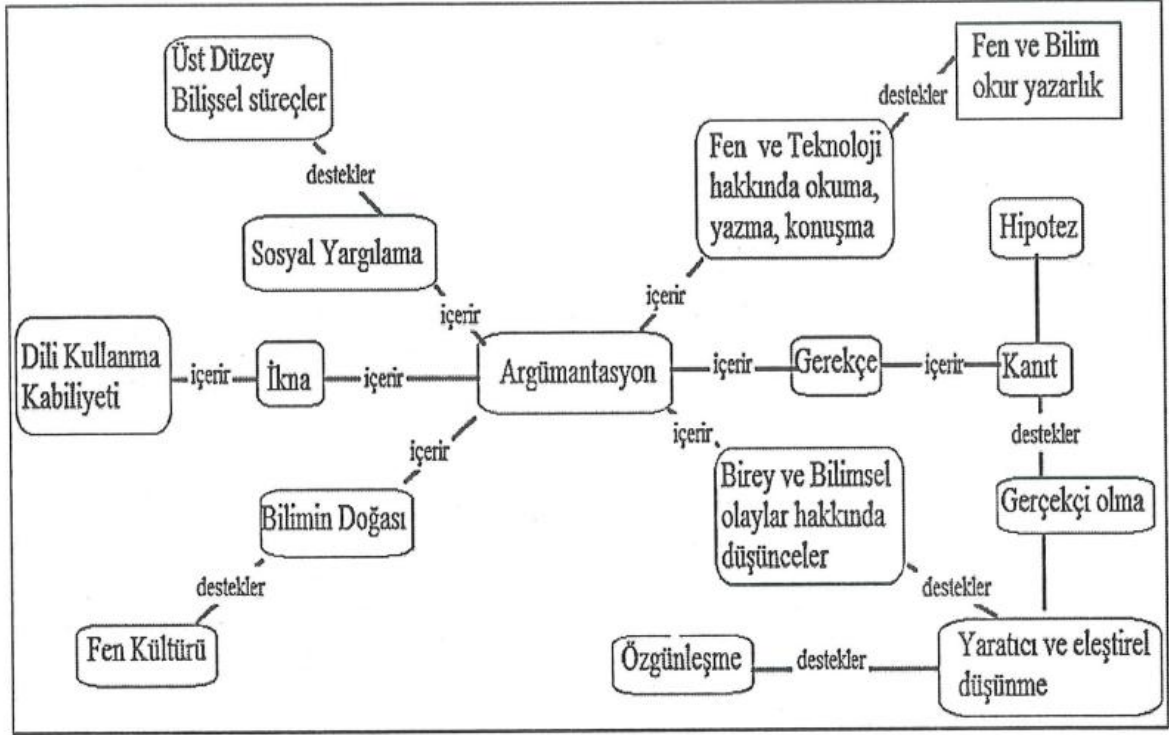 Üst Düzey
Bilişsel süreçler
destekler
Sosyal Yargılama
içerir
Fen ve Bilim
okur yazarlık
destekler
Fen ve Teknoloji
hakkında okuma,
yazma, konuşma
içerir
Hipotez
Dili Kullanma
Kabiliyeti
içerir
İkna
içerir
Argümantasyon
içerir
Gerekçe
içerir
Kanıt
destekler
Gerçekçi olma
içerir
Bilimin Doğası
destekler
Fen Kültürü
içerir
Birey ve Bilimsel
olaylar hakkında
düşünceler
destekler
Özgünleşme
destekler
Yaratıcı ve eleştirel
düşünme